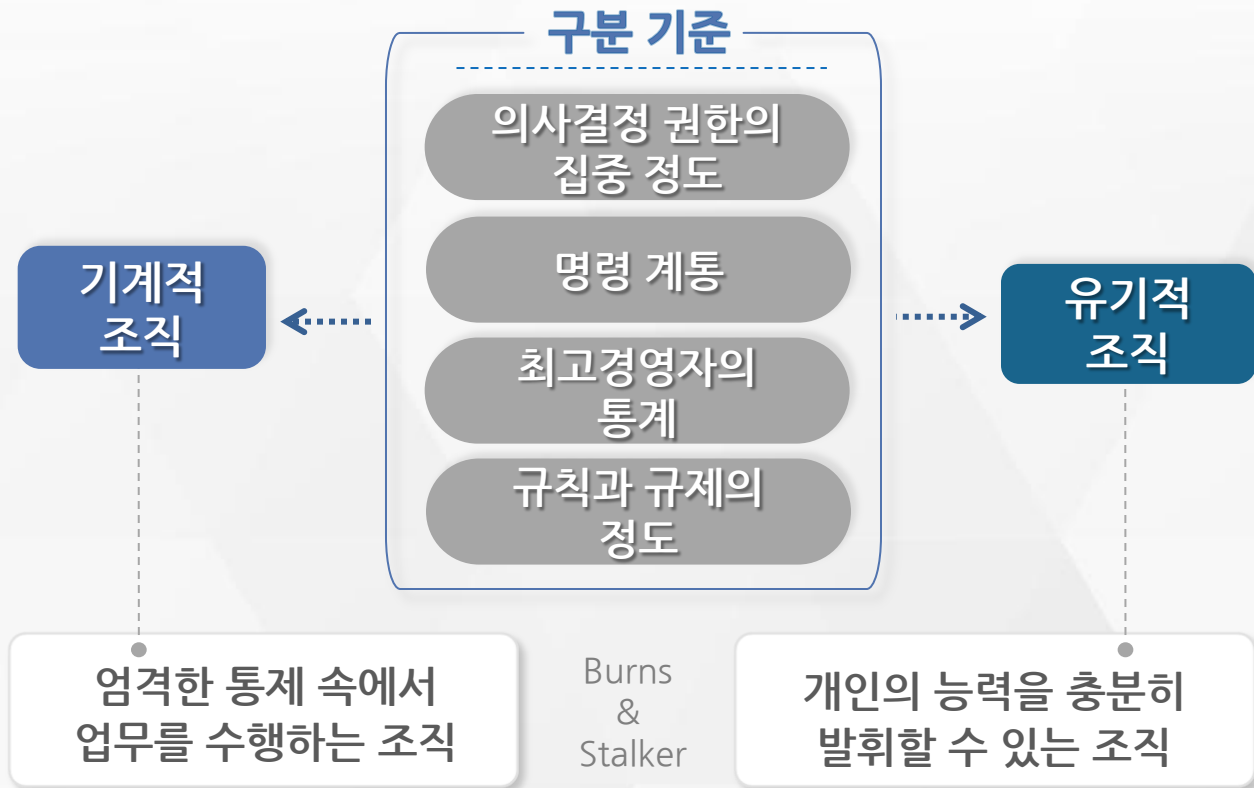 구분 기준
의사결정 권한의
집중 정도
명령 계통
최고경영자의
통계
규칙과 규제의
정도
기계적
조직
유기적
조직
엄격한 통제 속에서
업무를 수행하는 조직
Burns
&
Stalker
개인의 능력을 충분히
발휘할 수 있는 조직